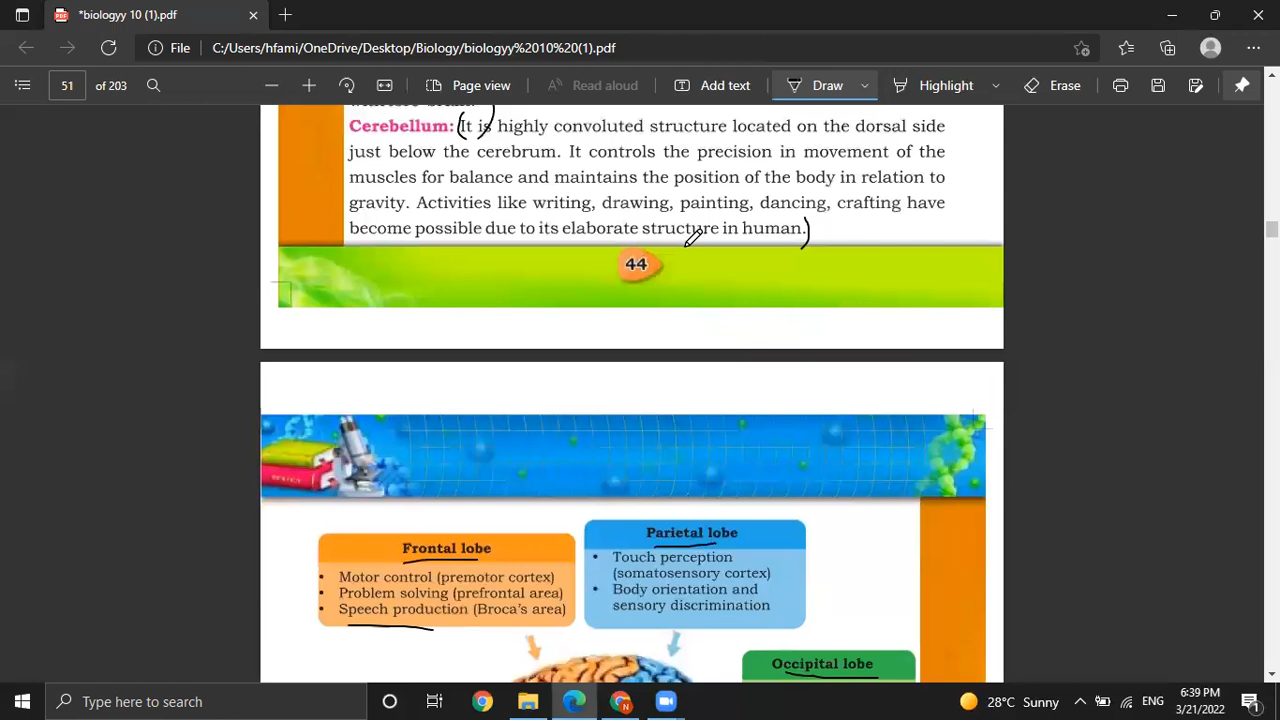 *biologyy 10 (1).pdf
File
C:/Users/hfami/OneDrive/Desktop/Biology/biologyy%2010%20(1).pdf
51 of 203
Page view
Read aloud
Add text
Draw
Highlight
Erase
Cerebellum: It is highly convoluted structure located on the dorsal side
just below the cerebrum. It controls the precision in movement of the
muscles for balance and maintains the position of the body in relation to
gravity. Activities like writing, drawing, painting, dancing, crafting have
become possible due to its elaborate structure in human.
44
Frontal lobe
• Motor control (premotor cortex)
• Problem solving (prefrontal area)
• Speech production (Broca's area)
Parietal lobe
• Touch perception
(somatosensory cortex)
• Body orientation and
sensory discrimination
Occipital lobe
Type here to search
28°C Sunny
ENG
6:39 PM
3/21/2022